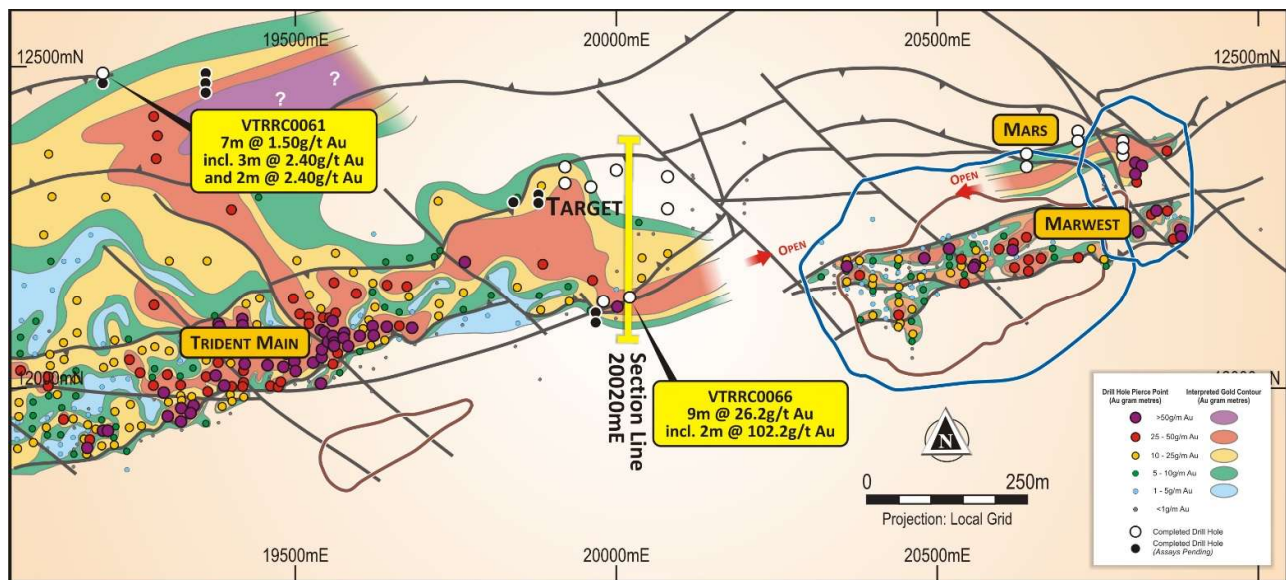 19500mE
20000mE
20500mE
12500mN
12500mN
?
?
VTRRC0061
7m @ 1.50g/t Au
incl. 3m @ 2.40g/t Au
and 2m @ 2.40g/t Au
MARS
OPEN
TARGET
MARWEST
OPEN
TRIDENT MAIN
12000mN
Section Line
20020mE
VTRRC0066
9m @ 26.2g/t Au
incl. 2m @ 102.2g/t Au
N
0
250m
Projection: Local Grid
Drill Hole Pierce Point
(Au gram metres)
Interpreted Gold Contour
(Au gram metres)
>50g/m Au
25 - 50g/m Au
10 - 25g/m Au
5 - 10g/m Au
1 - 5g/m Au
<1g/m Au
Completed Drill Hole
Completed Drill Hole
(Assays Pending)
19500mE
20000mE
20500mE